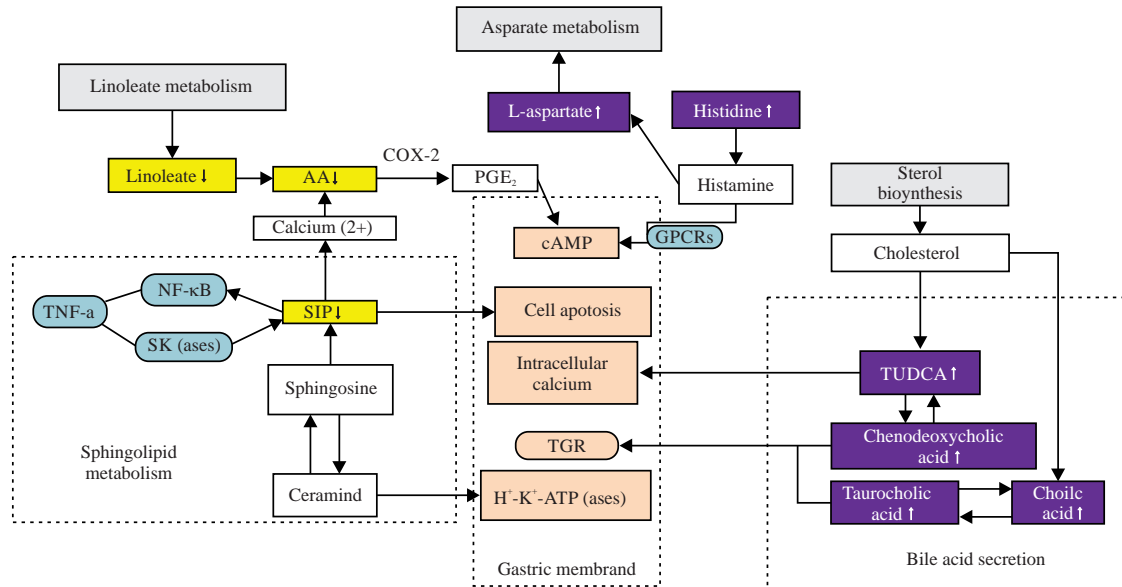 Asparate metabolism
Linoleate metabolism
L-aspartate ↑
Histidine ↑
COX-2
Linoleate ↓
AA ↓
PGE₂
Histamine
Sterol
bioynthesis
Calcium (2+)
cAMP
GPCRs
Cholesterol
NF-κB
TNF-a
SIP ↓
SK (ases)
Cell apotosis
Intracellular
calcium
TUDCA ↑
Sphingosine
Chenodeoxycholic
acid ↑
TGR
Sphingolipid
metabolism
Ceramind
H⁺-K⁺-ATP (ases)
Taurocholic
acid ↑
Choilc
acid ↑
Gastric membrand
Bile acid secretion